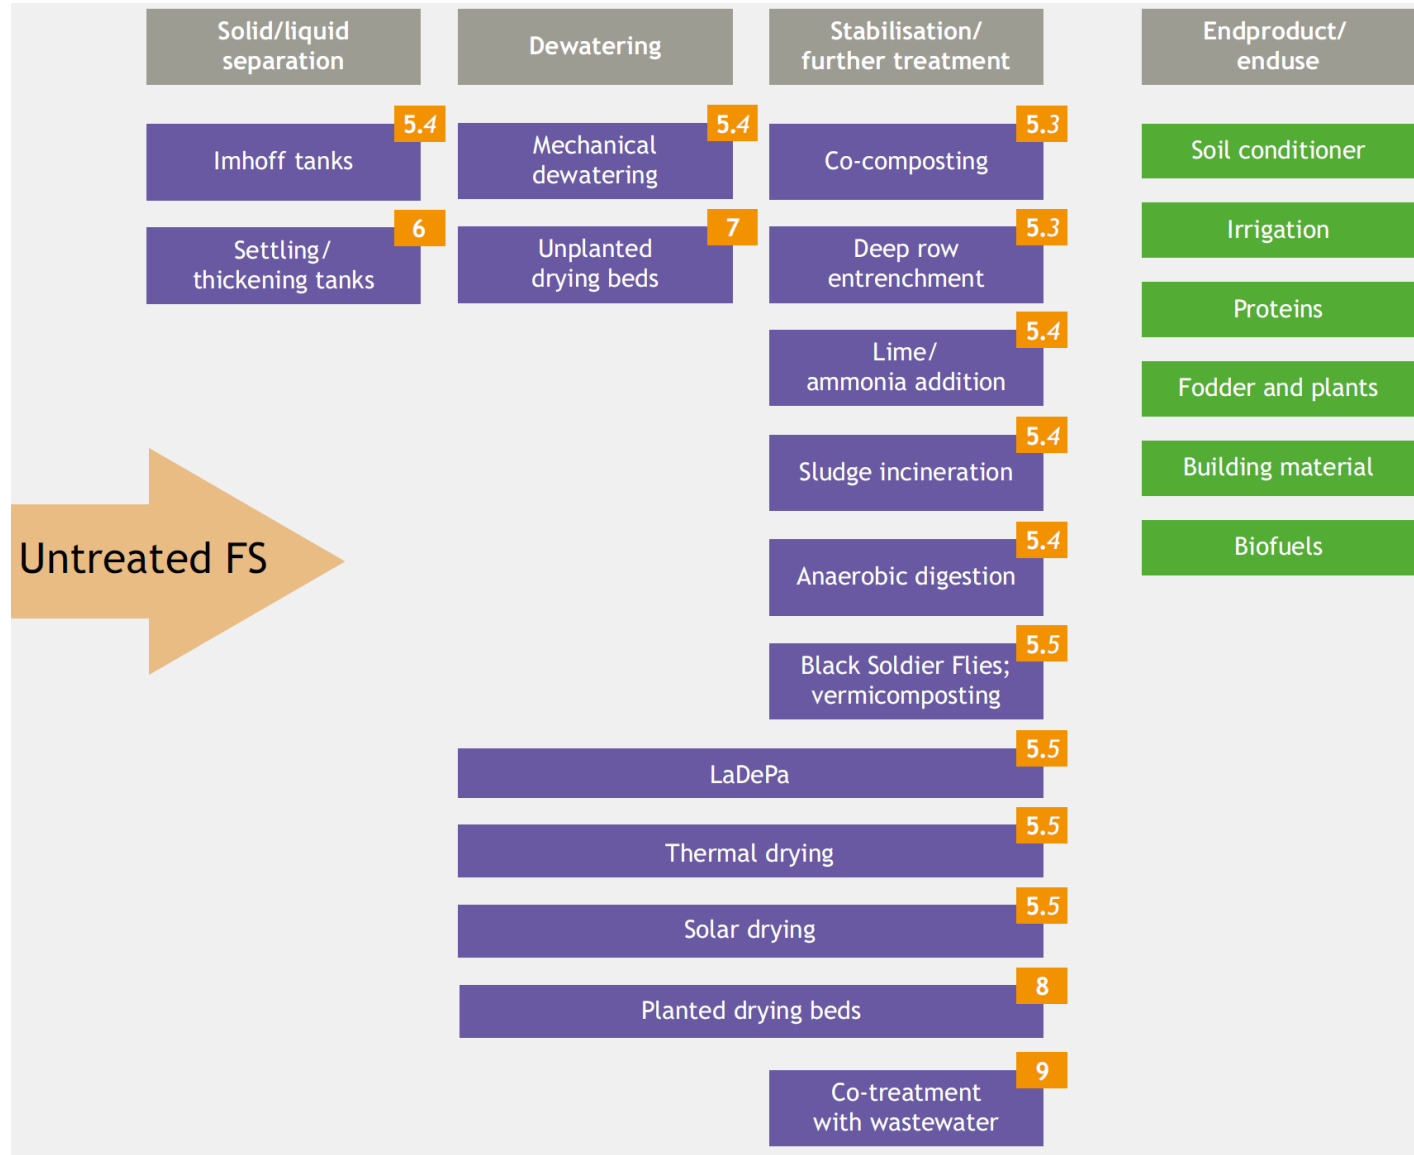 Solid/liquid
separation
Dewatering
Stabilisation/
further treatment
Endproduct/
enduse
5.4
Imhoff tanks
5.4
Mechanical
dewatering
5.3
Co-composting
Soil conditioner
6
Settling/
thickening tanks
7
Unplanted
drying beds
5.3
Deep row
entrenchment
Irrigation
Proteins
5.4
Lime/
ammonia addition
Fodder and plants
5.4
Sludge incineration
Building material
Untreated FS
5.4
Anaerobic digestion
Biofuels
5.5
Black Soldier Flies;
vermicomposting
5.5
LaDePa
5.5
Thermal drying
5.5
Solar drying
8
Planted drying beds
9
Co-treatment
with wastewater